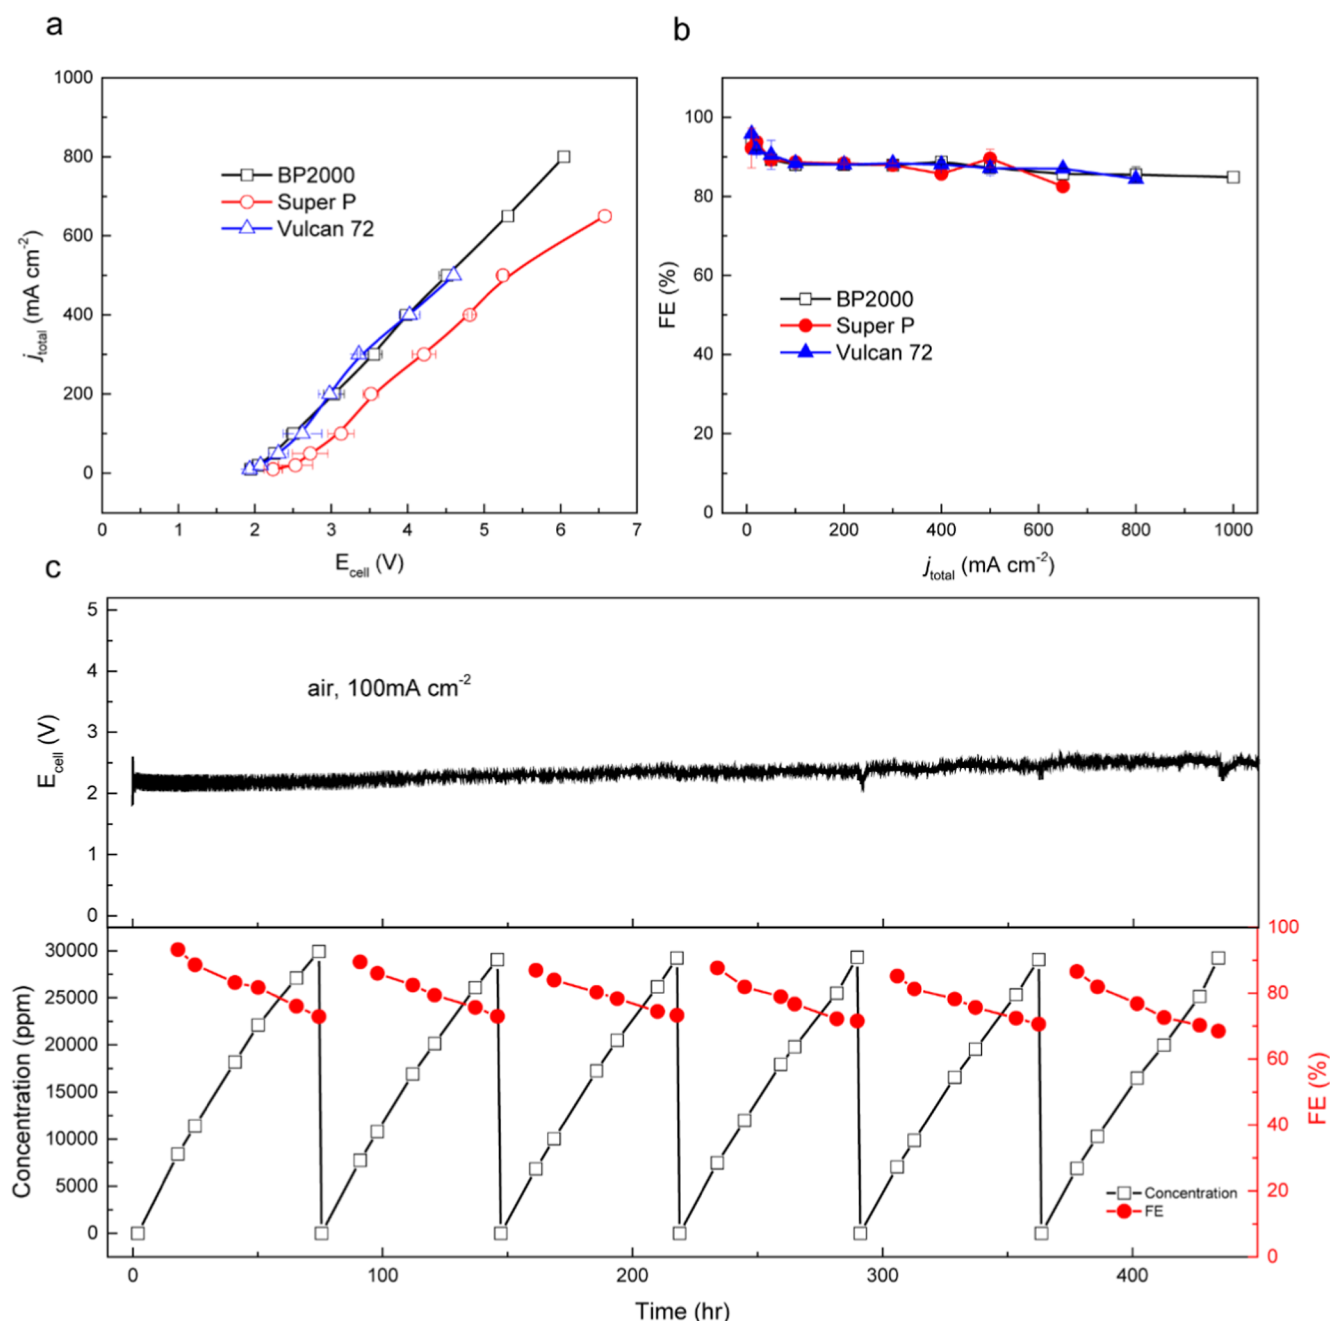 a
1000
800
600
400
200
0
j_total (mA cm⁻²)
BP2000
Super P
Vulcan 72
0 1 2 3 4 5 6 7
E_cell (V)
b
100
80
60
40
20
0
FE (%)
BP2000
Super P
Vulcan 72
0 200 400 600 800 1000
j_total (mA cm⁻²)
c
5
4
3
2
1
0
E_cell (V)
air, 100mA cm⁻²
30000
25000
20000
15000
10000
5000
0
Concentration (ppm)
Concentration
FE
100
80
60
40
20
0
FE (%)
0 100 200 300 400
Time (hr)